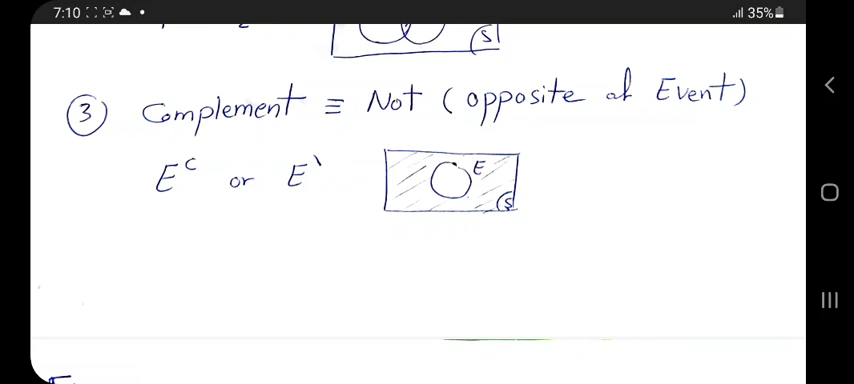 7:10
35%
S
③ Complement ≡ Not (opposite of Event)
E^c or E' E
S